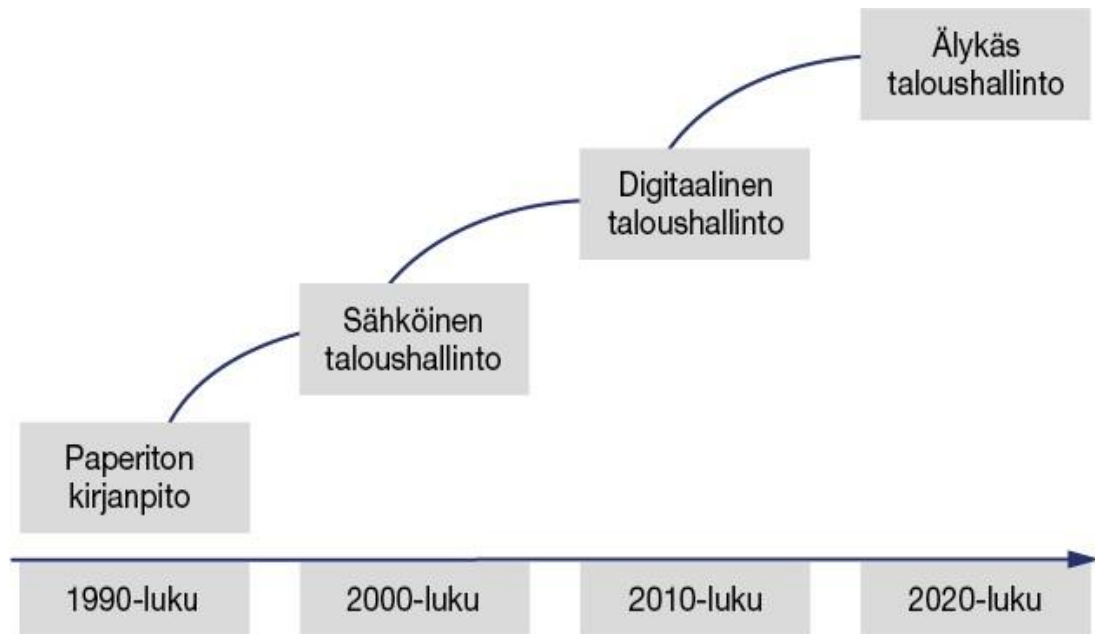 Älykäs
taloushallinto
Digitaalinen
taloushallinto
Sähköinen
taloushallinto
Paperiton
kirjanpito
1990-luku
2000-luku
2010-luku
2020-luku